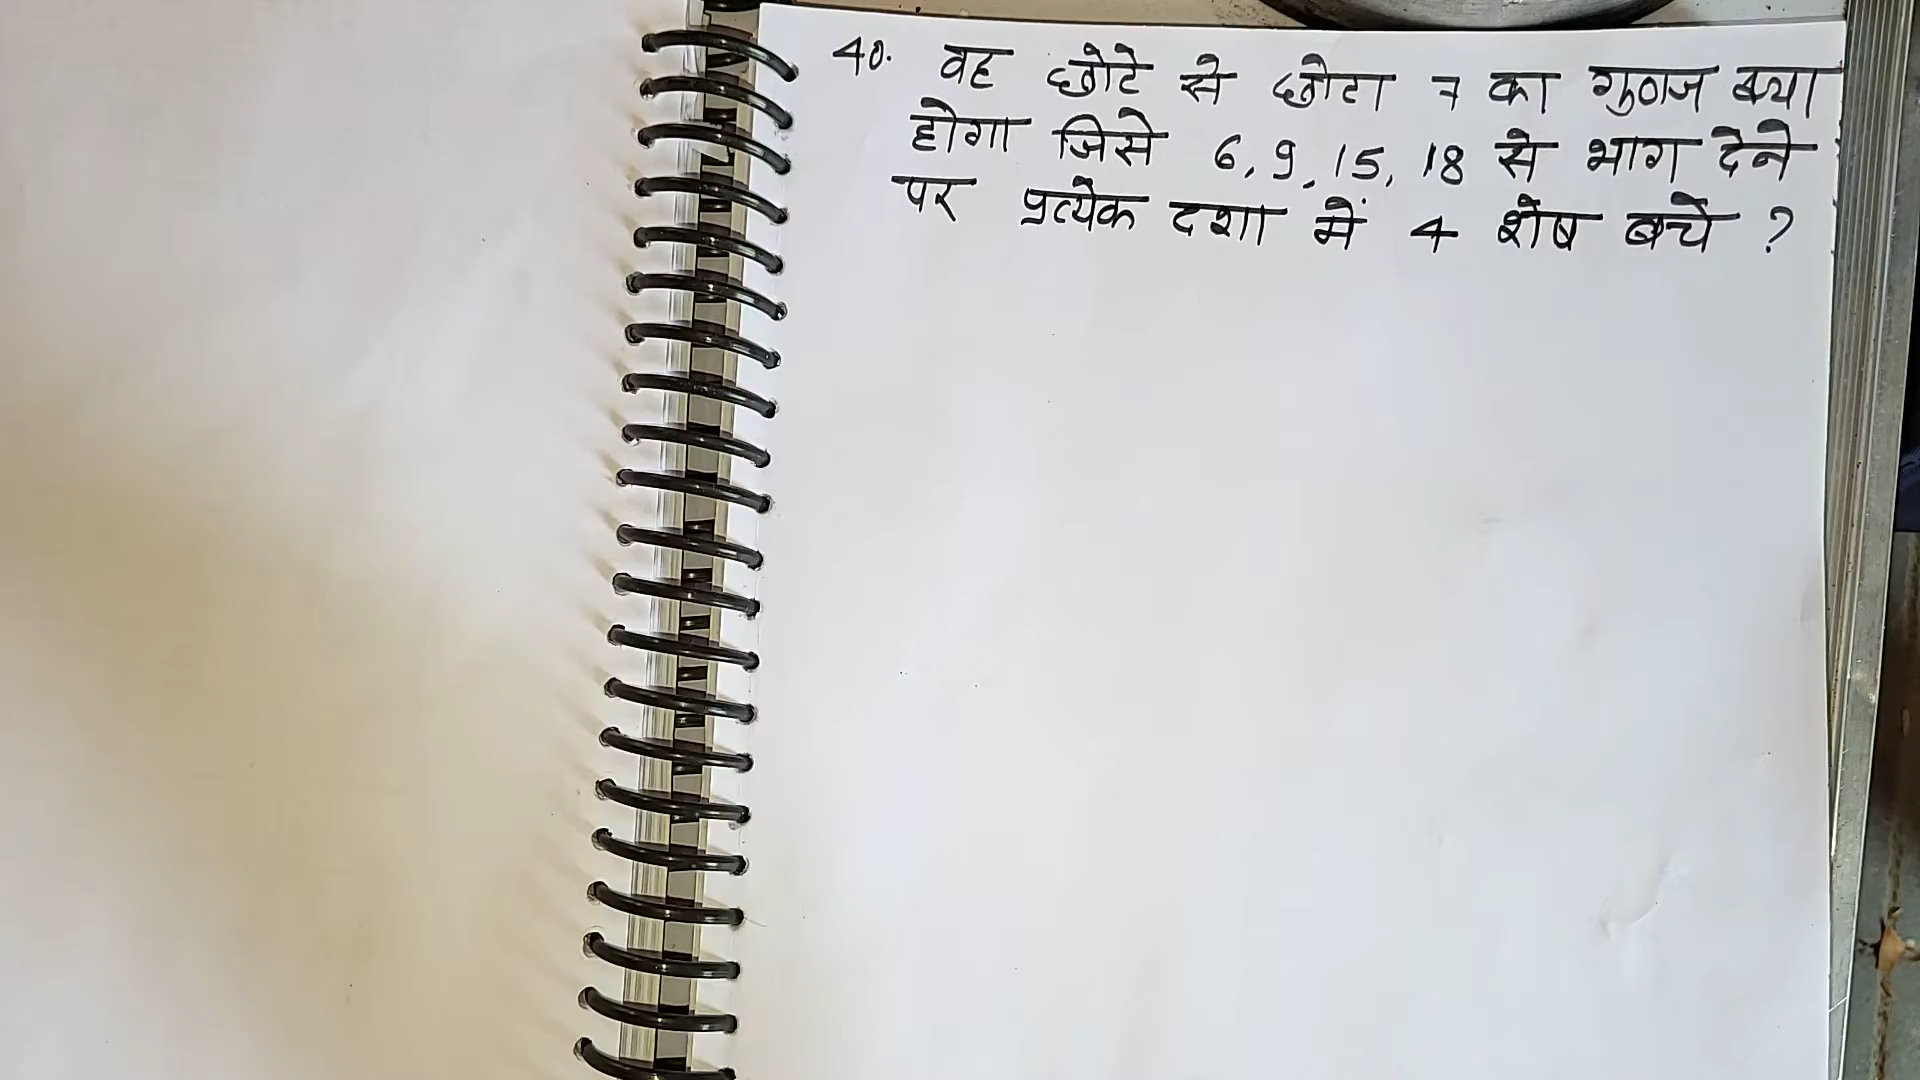 40. वह छोटे से छोटा 7 का गुणज क्या
होगा जिसे 6, 9, 15, 18 से भाग देने
पर प्रत्येक दशा में 4 शेष बचे ?